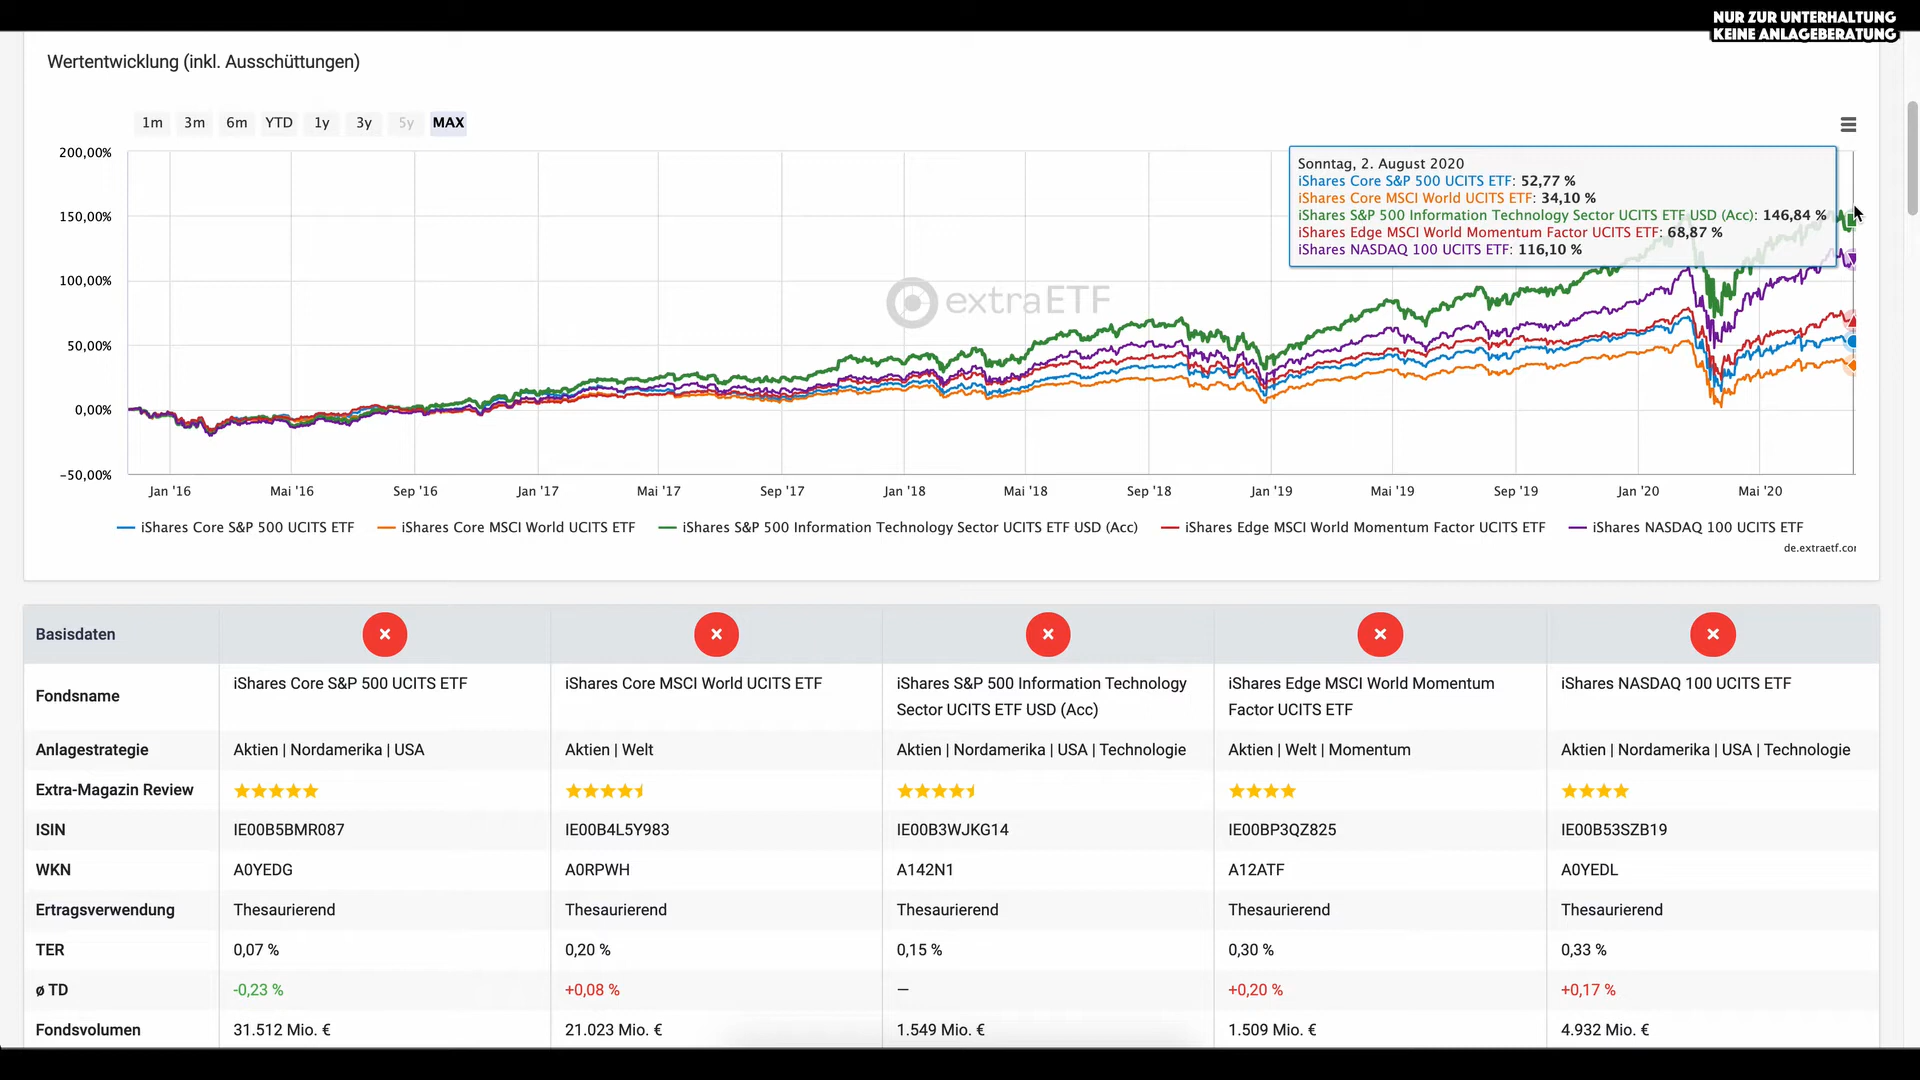 NUR ZUR UNTERHALTUNG
KEINE ANLAGEBERATUNG
Wertentwicklung (inkl. Ausschüttungen)
1m 3m 6m YTD 1y 3y 5y MAX
200,00%
150,00%
100,00%
50,00%
0,00%
-50,00%
Sonntag, 2. August 2020
iShares Core S&P 500 UCITS ETF: 52,77 %
iShares Core MSCI World UCITS ETF: 34,10 %
iShares S&P 500 Information Technology Sector UCITS ETF USD (Acc): 146,84 %
iShares Edge MSCI World Momentum Factor UCITS ETF: 68,87 %
iShares NASDAQ 100 UCITS ETF: 116,10 %
extraETF
Jan '16 Mai '16 Sep '16 Jan '17 Mai '17 Sep '17 Jan '18 Mai '18 Sep '18 Jan '19 Mai '19 Sep '19 Jan '20 Mai '20
iShares Core S&P 500 UCITS ETF iShares Core MSCI World UCITS ETF iShares S&P 500 Information Technology Sector UCITS ETF USD (Acc) iShares Edge MSCI World Momentum Factor UCITS ETF iShares NASDAQ 100 UCITS ETF
de.extraetf.cor
Basisdaten
Fondsname iShares Core S&P 500 UCITS ETF iShares Core MSCI World UCITS ETF iShares S&P 500 Information Technology Sector UCITS ETF USD (Acc) iShares Edge MSCI World Momentum Factor UCITS ETF iShares NASDAQ 100 UCITS ETF
Anlagestrategie Aktien | Nordamerika | USA Aktien | Welt Aktien | Nordamerika | USA | Technologie Aktien | Welt | Momentum Aktien | Nordamerika | USA | Technologie
Extra-Magazin Review
ISIN IE00B5BMR087 IE00B4L5Y983 IE00B3WJKG14 IE00BP3QZ825 IE00B53SZB19
WKN A0YEDG A0RPWH A142N1 A12ATF A0YEDL
Ertragsverwendung Thesaurierend Thesaurierend Thesaurierend Thesaurierend Thesaurierend
TER 0,07 % 0,20 % 0,15 % 0,30 % 0,33 %
ø TD -0,23 % +0,08 % — +0,20 % +0,17 %
Fondsvolumen 31.512 Mio. € 21.023 Mio. € 1.549 Mio. € 1.509 Mio. € 4.932 Mio. €